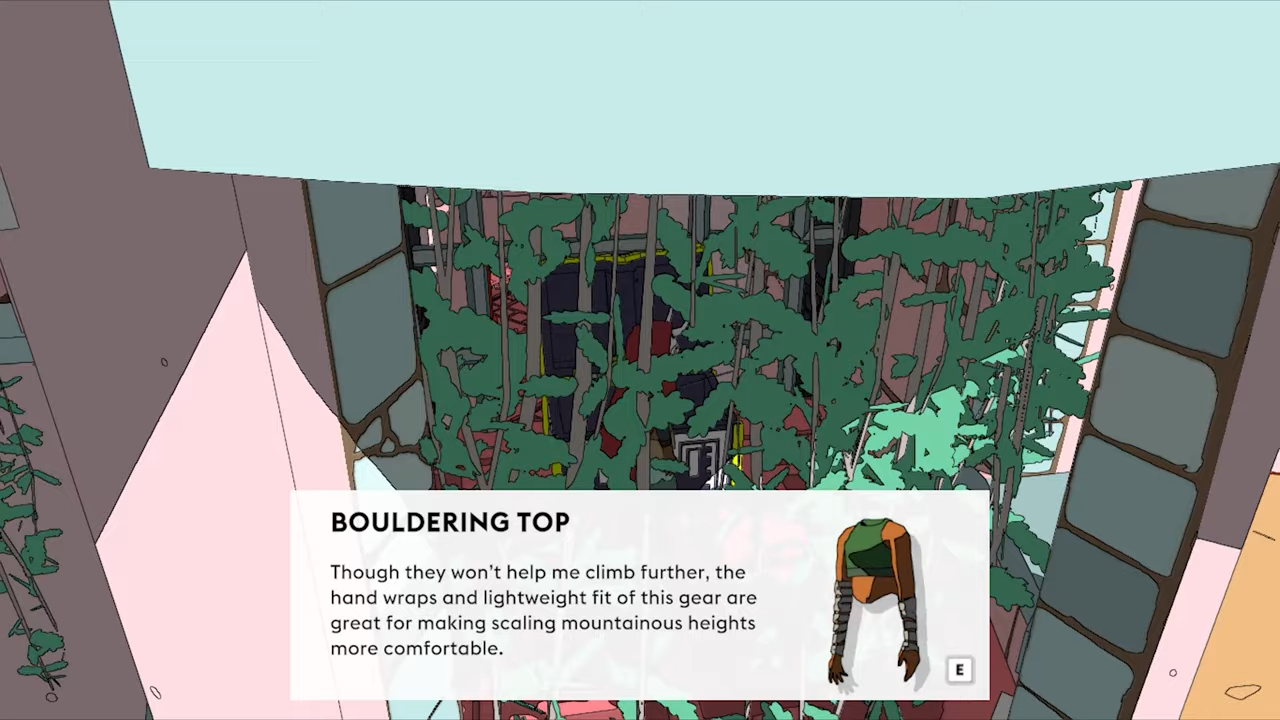 BOULDERING TOP
Though they won't help me climb further, the
hand wraps and lightweight fit of this gear are
great for making scaling mountainous heights
more comfortable.
E